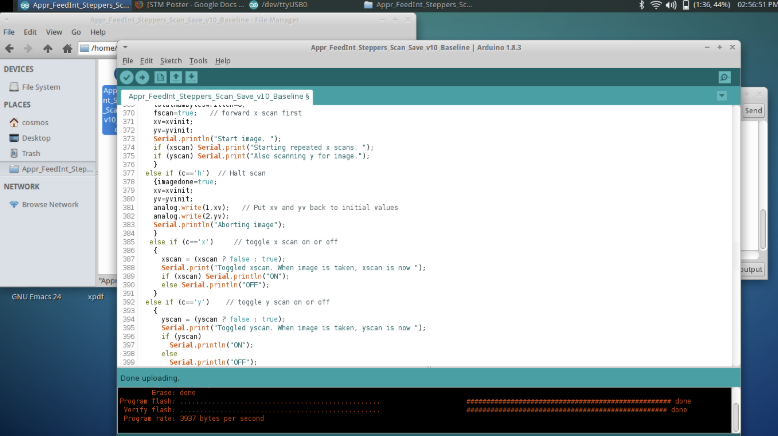 Appr_FeedInt_Steppers_Sc...
[STM Poster - Google Docs ...
/dev/ttyUSB0
Appr_FeedInt_Steppers_Sc...
(1:36, 44%)
02:56:51 PM
Appr_FeedInt_Steppers_Scan_Save_v10_Baseline - File Manager
File Edit View Go Help
/home/
DEVICES
File System
PLACES
cosmos
Desktop
Trash
Appr_FeedInt_Step...
NETWORK
Browse Network
GNU Emacs 24
xpdf
Appr_FeedInt_Steppers_Scan_Save_v10_Baseline | Arduino 1.8.3
File Edit Sketch Tools Help
Appr_FeedInt_Steppers_Scan_Save_v10_Baseline §
370 fscan=true; // forward x scan first
371 xv=xvinit;
372 yv=yvinit;
373 Serial.println("Start image. ");
374 if (xscan) Serial.print("Starting repeated x scans. ");
375 if (yscan) Serial.print("Also scanning y for image.");
376 }
377 else if (c=='h') // Halt scan
378 {imagedone=true;
379 xv=xvinit;
380 yv=yvinit;
381 analog.write(1,xv); // Put xv and yv back to initial values
382 analog.write(2,yv);
383 Serial.println("Aborting image");
384 }
385 else if (c=='x') // toggle x scan on or off
386 {
387 xscan = (xscan ? false : true);
388 Serial.print("Toggled xscan. When image is taken, xscan is now ");
389 if (xscan) Serial.println("ON");
390 else Serial.println("OFF");
391 }
392 else if (c=='y') // toggle y scan on or off
393 {
394 yscan = (yscan ? false : true);
395 Serial.print("Toggled yscan. When image is taken, yscan is now ");
396 if (yscan)
397 Serial.println("ON");
398 else
399 Serial.println("OFF");
Done uploading.
Erase: done
Program flash: .................................................. ################################################## done
Verify flash: .................................................. ################################################## done
Program rate: 3937 bytes per second
Send
output